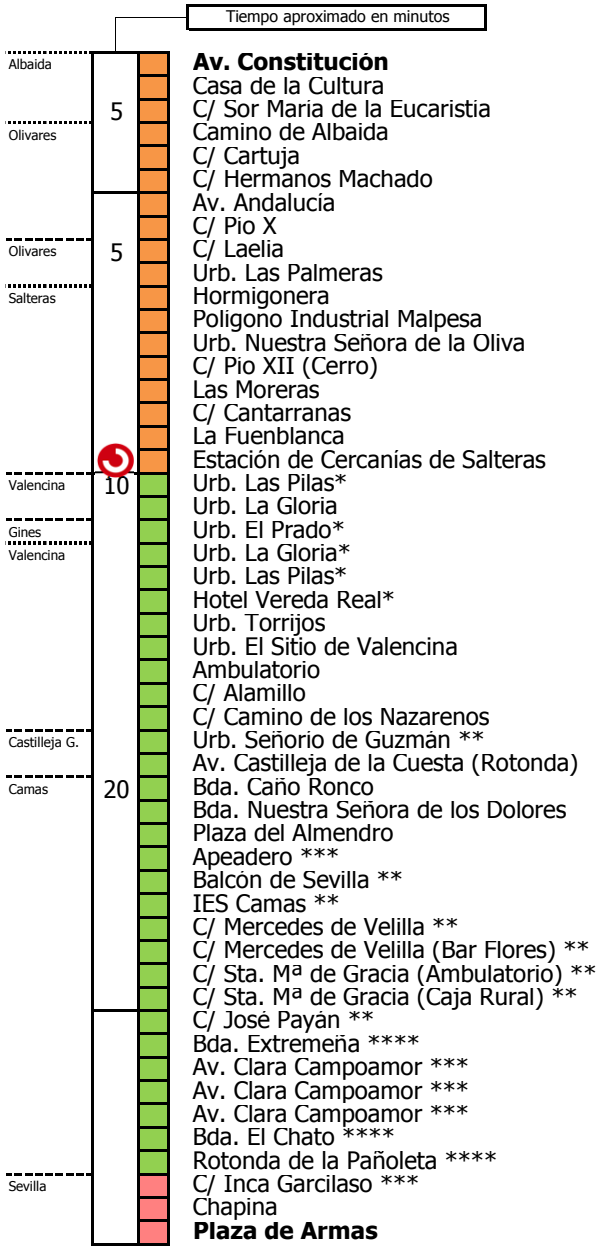 Tiempo aproximado en minutos
Albaida
Olivares
Olivares
Salteras
Valencina
Gines
Valencina
Castilleja G.
Camas
Sevilla
5
5
10
20
Av. Constitución
Casa de la Cultura
C/ Sor Maria de la Eucaristia
Camino de Albaida
C/ Cartuja
C/ Hermanos Machado
Av. Andalucía
C/ Pio X
C/ Laelia
Urb. Las Palmeras
Hormigonera
Poligono Industrial Malpesa
Urb. Nuestra Señora de la Oliva
C/ Pio XII (Cerro)
Las Moreras
C/ Cantarranas
La Fuenblanca
Estación de Cercanías de Salteras
Urb. Las Pilas*
Urb. La Gloria
Urb. El Prado*
Urb. La Gloria*
Urb. Las Pilas*
Hotel Vereda Real*
Urb. Torrijos
Urb. El Sitio de Valencina
Ambulatorio
C/ Alamillo
C/ Camino de los Nazarenos
Urb. Señorio de Guzmán **
Av. Castilleja de la Cuesta (Rotonda)
Bda. Caño Ronco
Bda. Nuestra Señora de los Dolores
Plaza del Almendro
Apeadero ***
Balcón de Sevilla **
IES Camas **
C/ Mercedes de Velilla **
C/ Mercedes de Velilla (Bar Flores) **
C/ Sta. Mª de Gracia (Ambulatorio) **
C/ Sta. Mª de Gracia (Caja Rural) **
C/ José Payán **
Bda. Extremeña ****
Av. Clara Campoamor ***
Av. Clara Campoamor ***
Av. Clara Campoamor ***
Bda. El Chato ****
Rotonda de la Pañoleta ****
C/ Inca Garcilaso ***
Chapina
Plaza de Armas